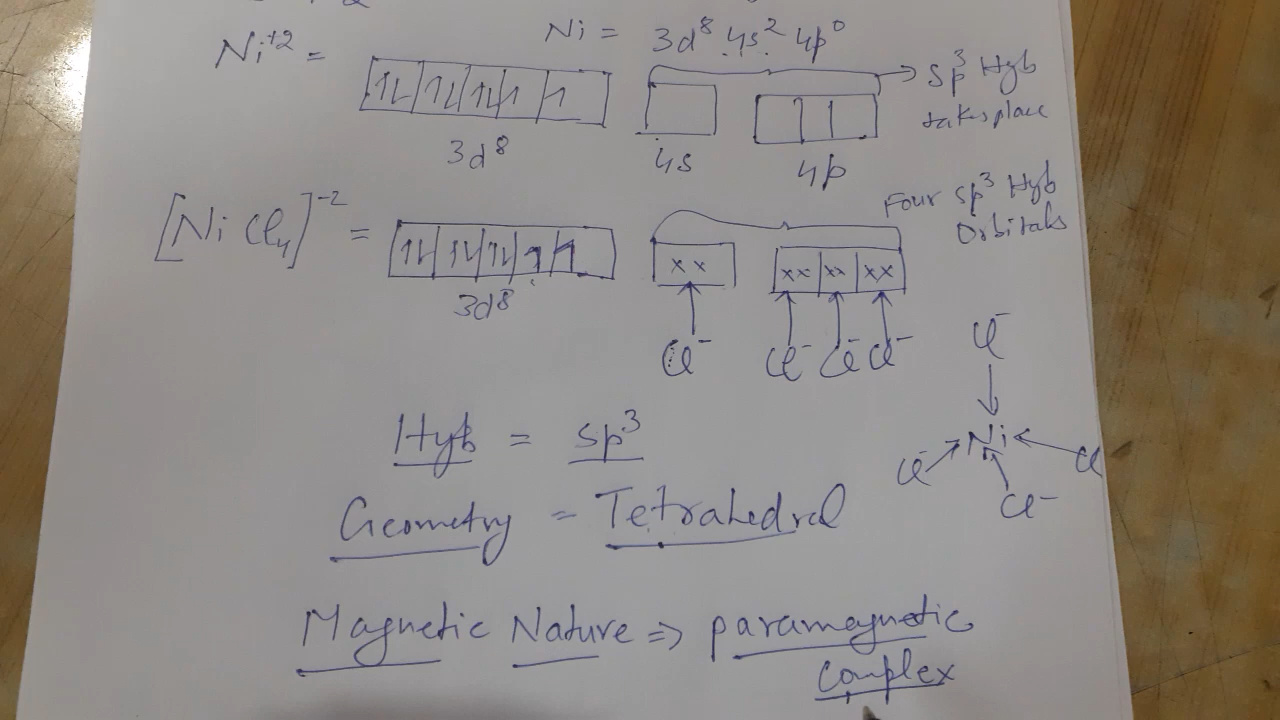 Ni = 3d⁸ 4s² 4p⁰
Ni⁺² =
→ sp³ Hyb
takes place
3d⁸ 4s 4p
Four sp³ Hyb
Orbitals
[Ni Cl₄]⁻² = xx xx xx xx
3d⁸
Cl⁻ Cl⁻ Cl⁻ Cl⁻
Cl⁻
Hyb = sp³
Ni
Cl⁻ Cl
Cl⁻
Geometry = Tetrahedral
Magnetic Nature ⇒ paramagnetic
complex